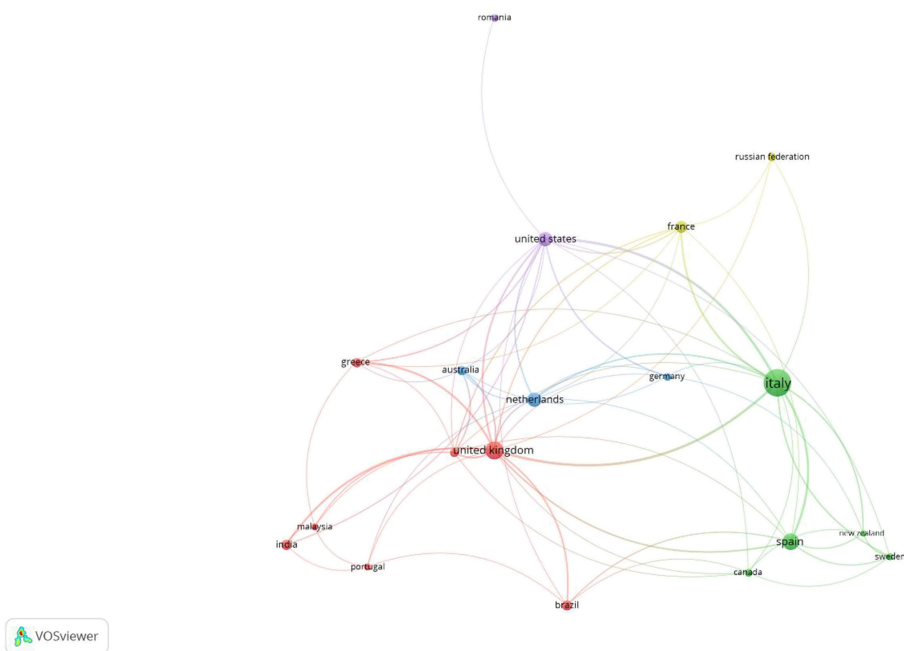 romania
russian federation
france
united states
greece
australia
germany
italy
netherlands
united kingdom
malaysia
new zealand
india
spain
sweden
portugal
canada
brazil
VOSviewer